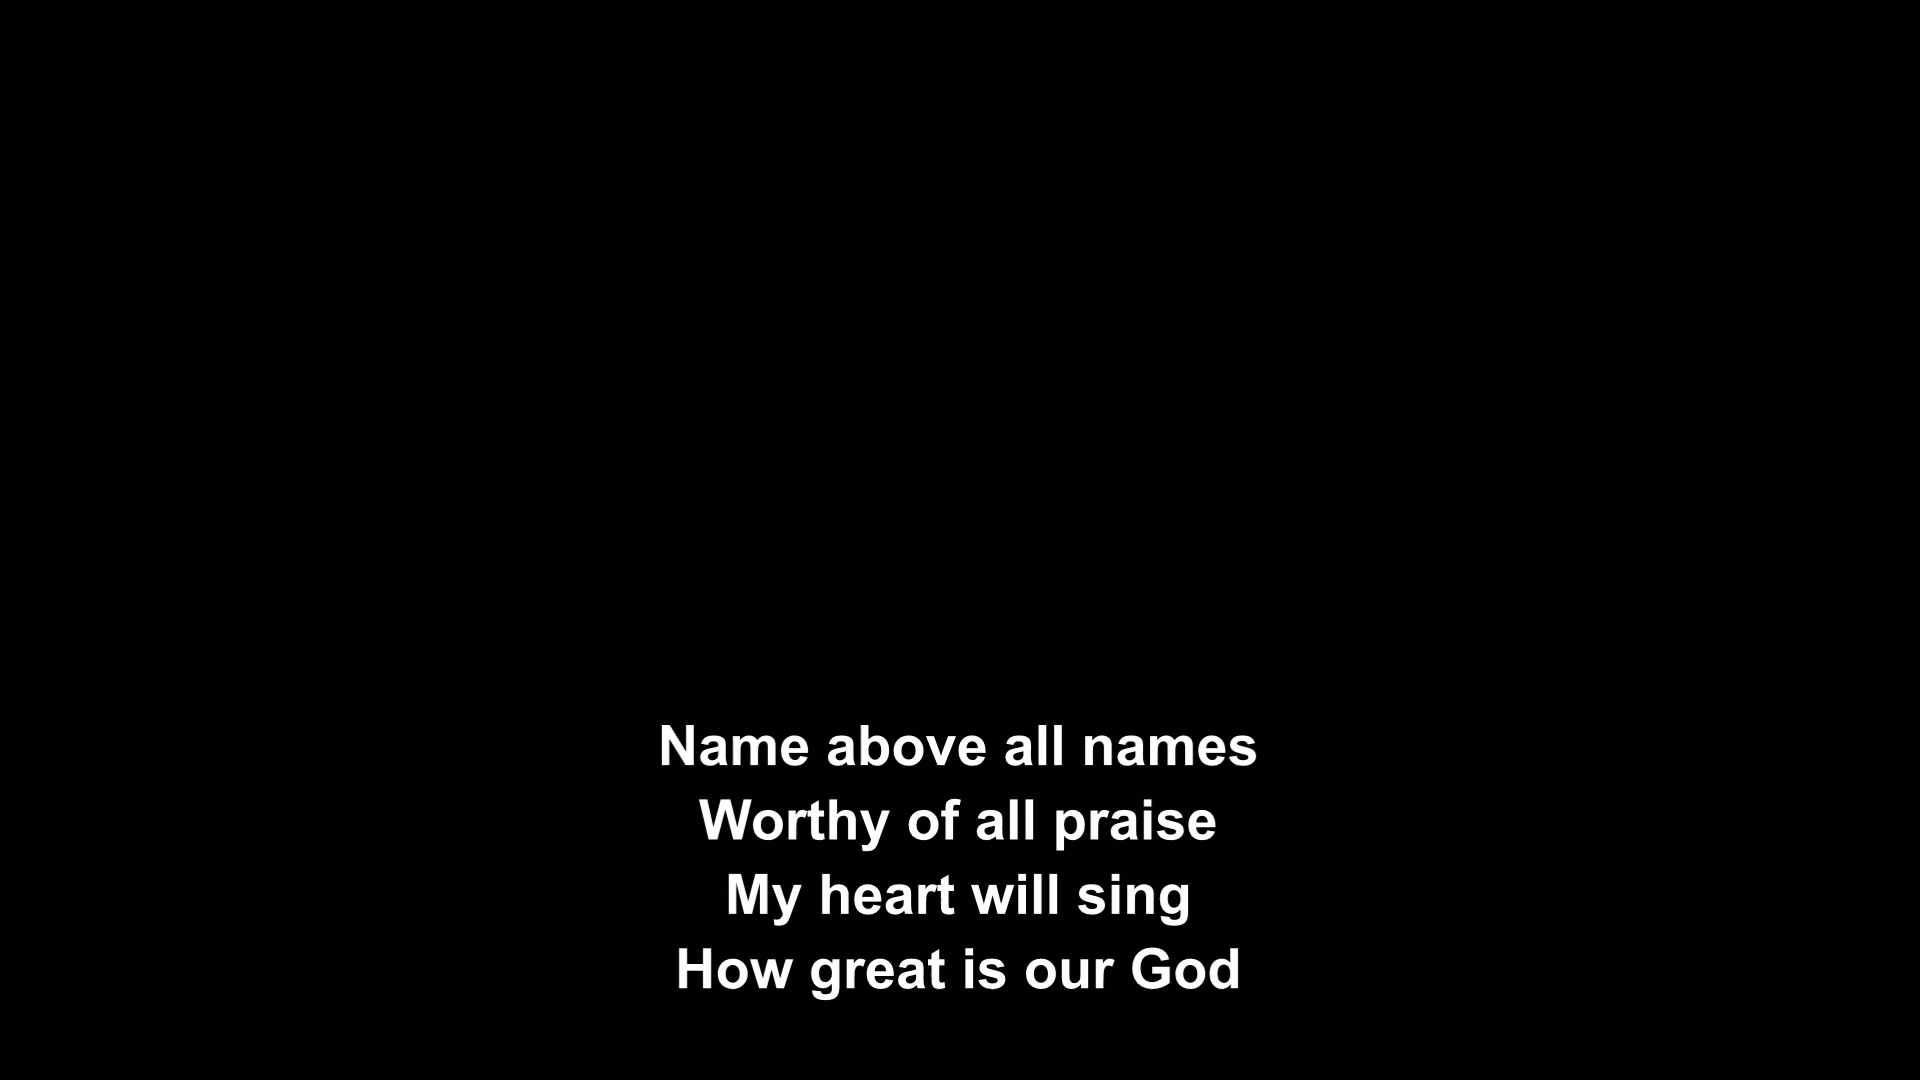 Name above all names
Worthy of all praise
My heart will sing
How great is our God